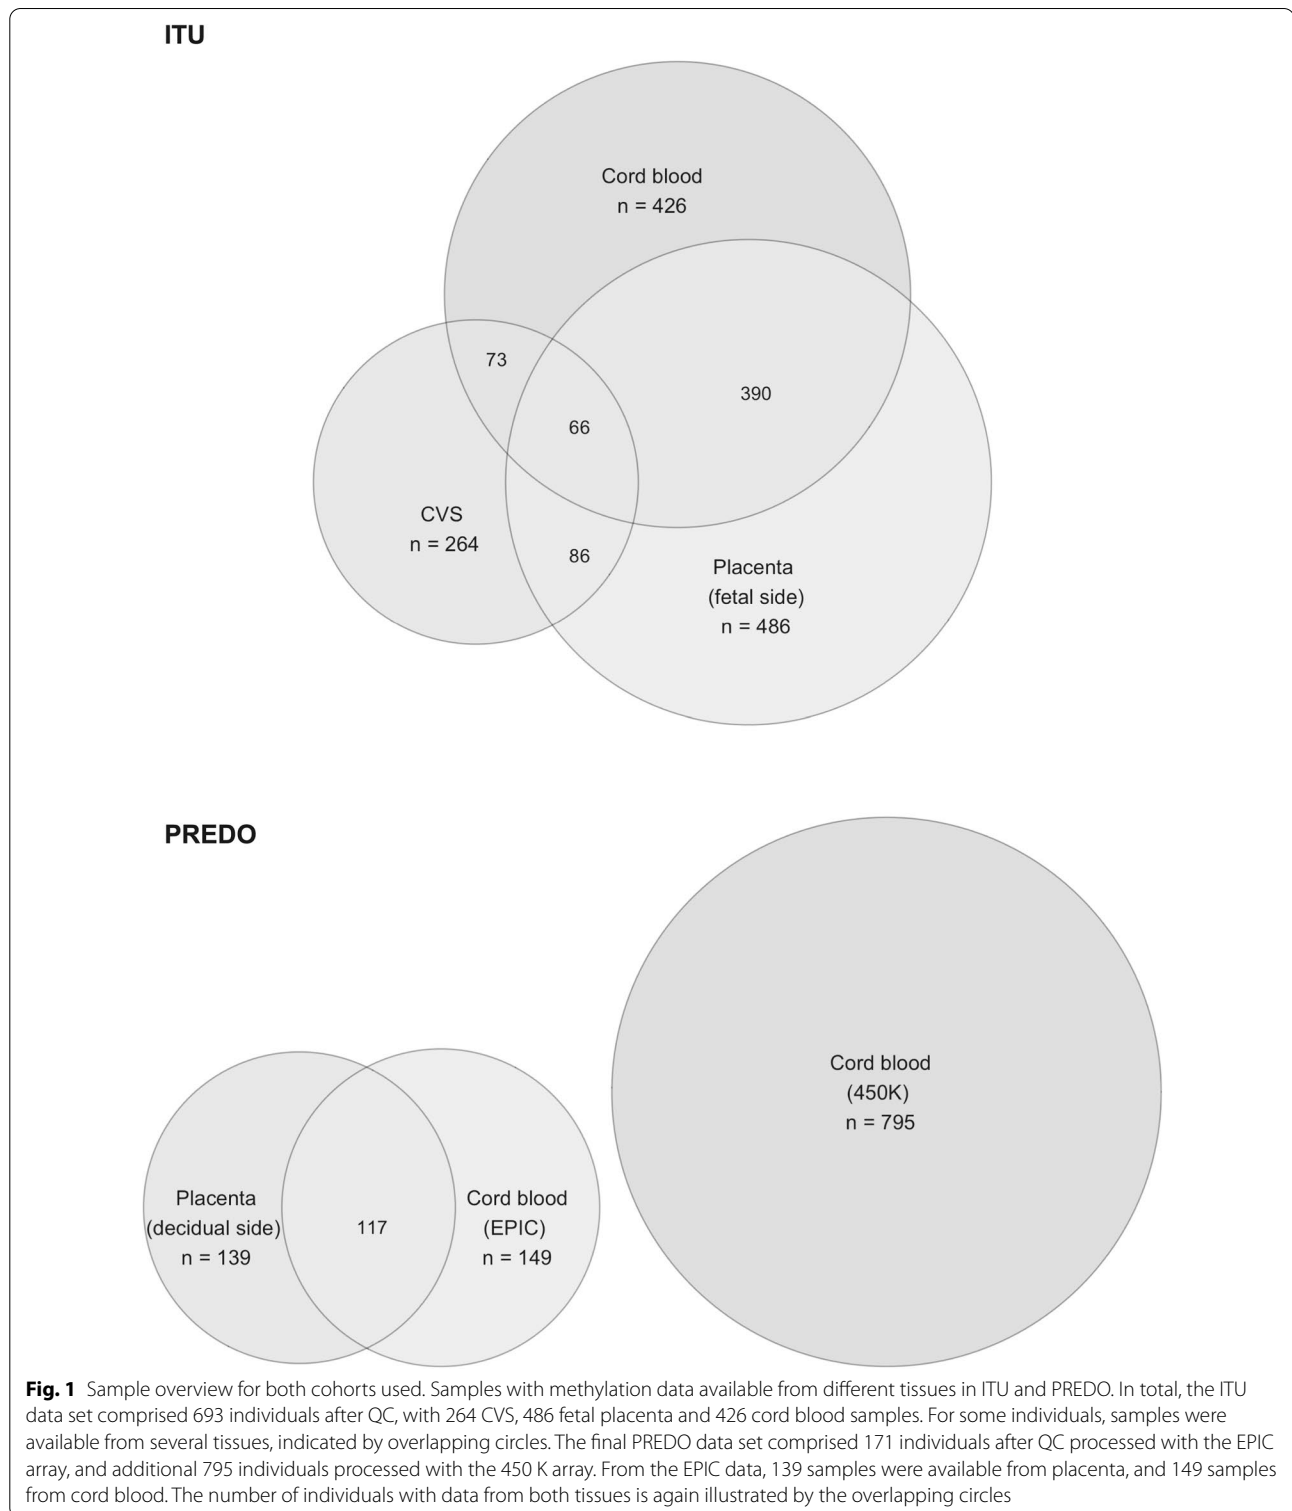 ITU
Cord blood
n = 426
73
390
66
CVS
n = 264
86
Placenta
(fetal side)
n = 486
PREDO
Cord blood
(450K)
n = 795
Placenta
(decidual side)
n = 139
117
Cord blood
(EPIC)
n = 149
Fig. 1 Sample overview for both cohorts used. Samples with methylation data available from different tissues in ITU and PREDO. In total, the ITU
data set comprised 693 individuals after QC, with 264 CVS, 486 fetal placenta and 426 cord blood samples. For some individuals, samples were
available from several tissues, indicated by overlapping circles. The final PREDO data set comprised 171 individuals after QC processed with the EPIC
array, and additional 795 individuals processed with the 450 K array. From the EPIC data, 139 samples were available from placenta, and 149 samples
from cord blood. The number of individuals with data from both tissues is again illustrated by the overlapping circles